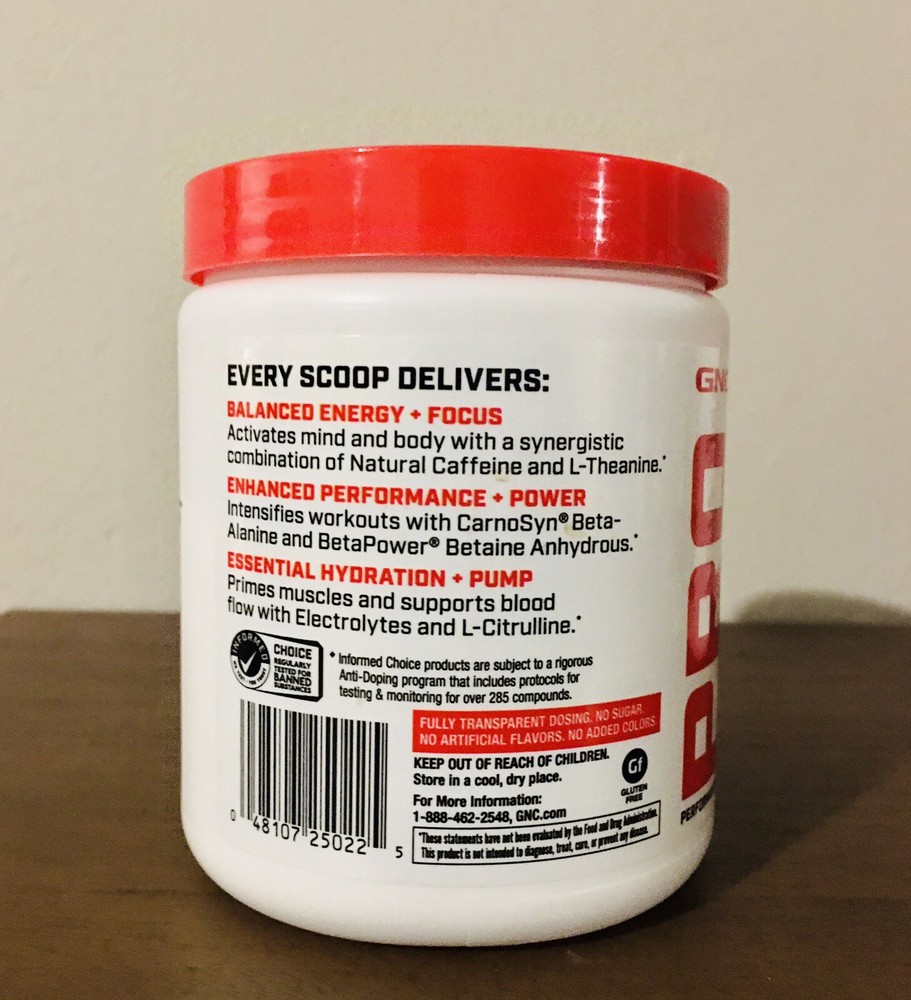 EVERY SCOOP DELIVERS:
BALANCED ENERGY + FOCUS
Activates mind and body with a synergistic
combination of Natural Caffeine and L-Theanine.*
ENHANCED PERFORMANCE + POWER
Intensifies workouts with CarnoSyn® Beta-
Alanine and BetaPower® Betaine Anhydrous.*
ESSENTIAL HYDRATION + PUMP
Primes muscles and supports blood
flow with Electrolytes and L-Citrulline.*
INFORMED
CHOICE
REGULARLY
TESTED FOR
BANNED
SUBSTANCES
* Informed Choice products are subject to a rigorous
Anti-Doping program that includes protocols for
testing & monitoring for over 285 compounds.
FULLY TRANSPARENT DOSING. NO SUGAR.
NO ARTIFICIAL FLAVORS. NO ADDED COLORS.
KEEP OUT OF REACH OF CHILDREN.
Store in a cool, dry place.
For More Information:
1-888-462-2548, GNC.com
Gf
GLUTEN
FREE
*These statements have not been evaluated by the Food and Drug Administration.
This product is not intended to diagnose, treat, cure, or prevent any disease.
0 48107 25022 5
GNC